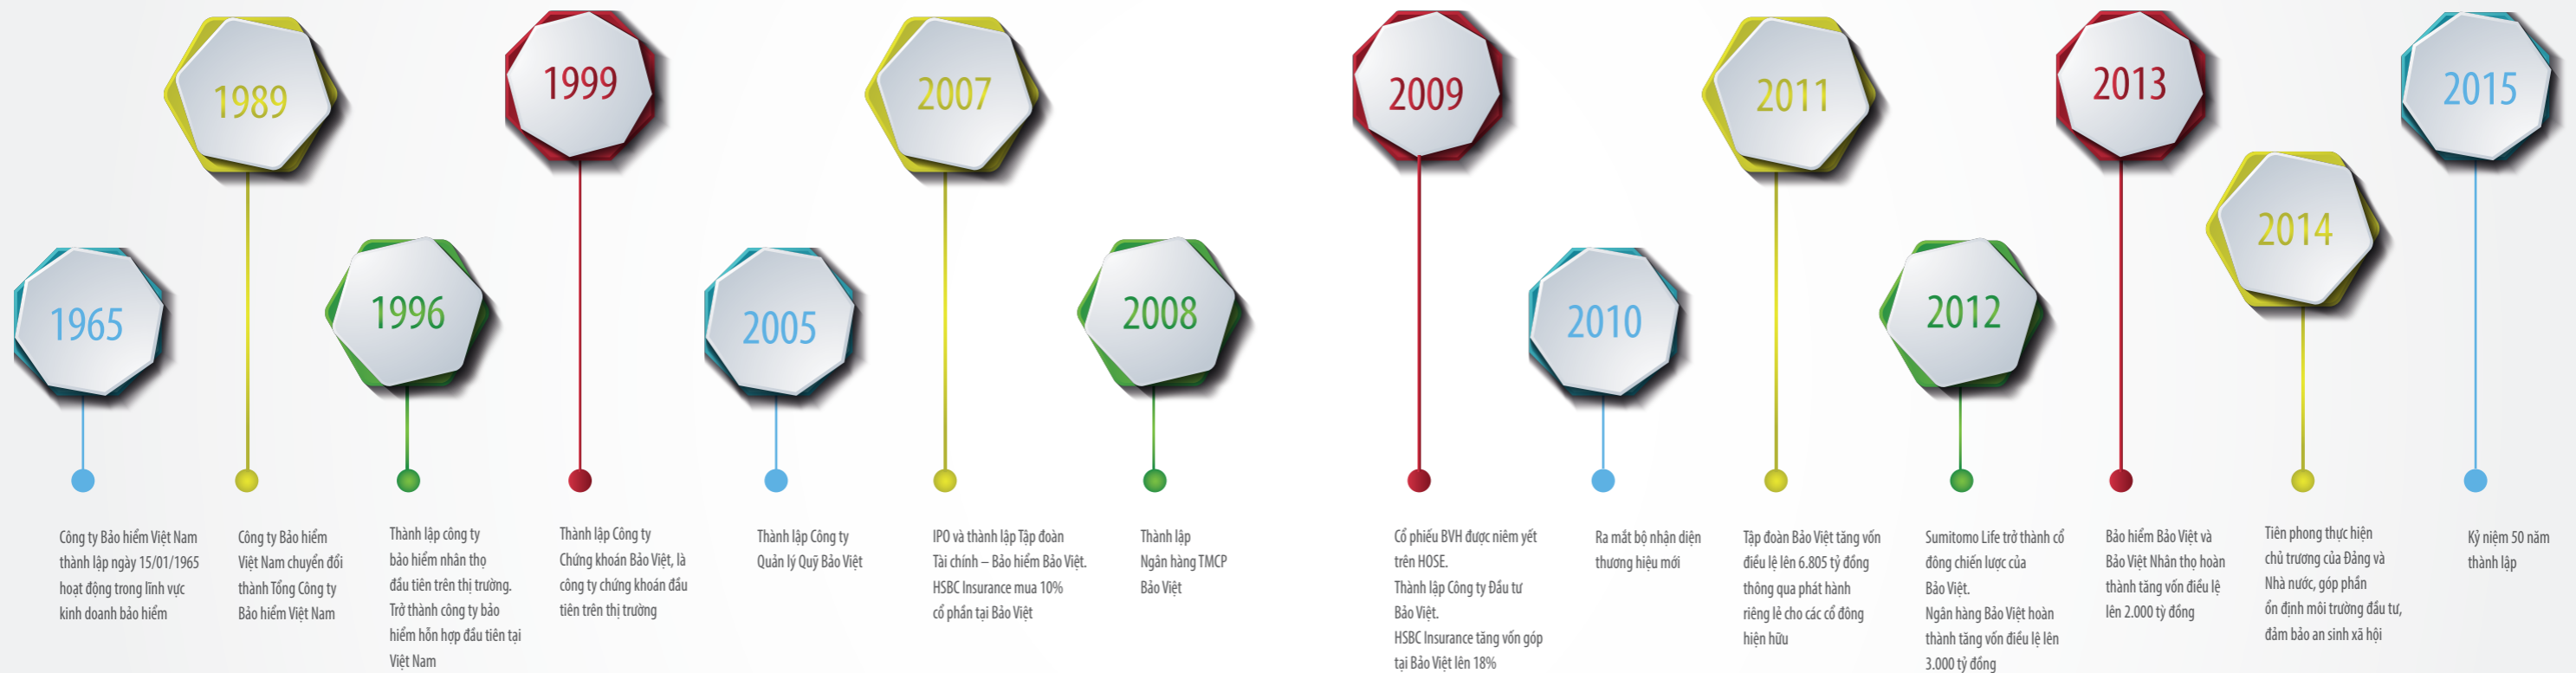 1965
Công ty Bảo hiểm Việt Nam
thành lập ngày 15/01/1965
hoạt động trong lĩnh vực
kinh doanh bảo hiểm
1989
Công ty Bảo hiểm
Việt Nam chuyển đổi
thành Tổng Công ty
Bảo hiểm Việt Nam
1996
Thành lập công ty
bảo hiểm nhân thọ
đầu tiên trên thị trường.
Trở thành công ty bảo
hiểm hỗn hợp đầu tiên tại
Việt Nam
1999
Thành lập Công ty
Chứng khoán Bảo Việt, là
công ty chứng khoán đầu
tiên trên thị trường
2005
Thành lập Công ty
Quản lý Quỹ Bảo Việt
2007
IPO và thành lập Tập đoàn
Tài chính – Bảo hiểm Bảo Việt.
HSBC Insurance mua 10%
cổ phần tại Bảo Việt
2008
Thành lập
Ngân hàng TMCP
Bảo Việt
2009
Cổ phiếu BVH được niêm yết
trên HOSE.
Thành lập Công ty Đầu tư
Bảo Việt.
HSBC Insurance tăng vốn góp
tại Bảo Việt lên 18%
2010
Ra mắt bộ nhận diện
thương hiệu mới
2011
Tập đoàn Bảo Việt tăng vốn
điều lệ lên 6.805 tỷ đồng
thông qua phát hành
riêng lẻ cho các cổ đông
hiện hữu
2012
Sumitomo Life trở thành cổ
đông chiến lược của
Bảo Việt.
Ngân hàng Bảo Việt hoàn
thành tăng vốn điều lệ lên
3.000 tỷ đồng
2013
Bảo hiểm Bảo Việt và
Bảo Việt Nhân thọ hoàn
thành tăng vốn điều lệ
lên 2.000 tỷ đồng
2014
Tiên phong thực hiện
chủ trương của Đảng và
Nhà nước, góp phần
ổn định môi trường đầu tư,
đảm bảo an sinh xã hội
2015
Kỷ niệm 50 năm
thành lập